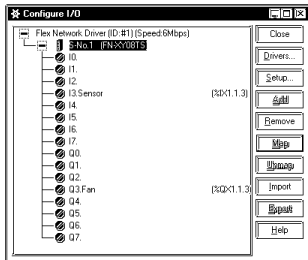 Configure I/O
Flex Network Driver (ID:#1) (Speed:6Mbps)
S-No.1 [FN-XY08TS
I0.
I1.
I2.
I3.Sensor (%IX1.1.3)
I4.
I5.
I6.
I7.
Q0.
Q1.
Q2.
Q3.Fan (%QX1.1.3)
Q4.
Q5.
Q6.
Q7.
Close
Drivers...
Setup...
Add
Remove
Map
Unmap
Import
Export
Help